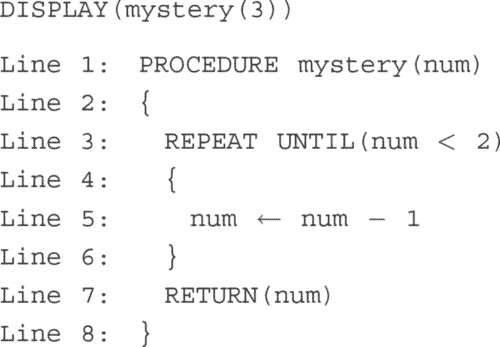 DISPLAY(mystery(3))
Line 1: PROCEDURE mystery(num)
Line 2: {
Line 3: REPEAT UNTIL(num < 2)
Line 4: {
Line 5: num ← num − 1
Line 6: }
Line 7: RETURN(num)
Line 8: }